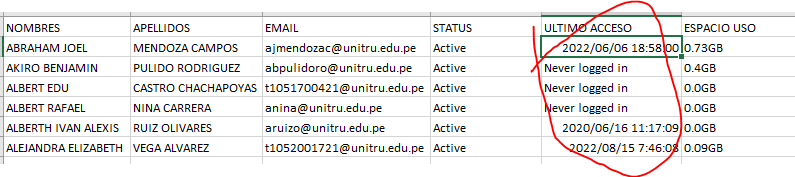 NOMBRES APELLIDOS EMAIL STATUS ULTIMO ACCESO ESPACIO USO
ABRAHAM JOEL MENDOZA CAMPOS ajmendozac@unitru.edu.pe Active 2022/06/06 18:58:00 0.73GB
AKIRO BENJAMIN PULIDO RODRIGUEZ abpulidoro@unitru.edu.pe Active Never logged in 0.4GB
ALBERT EDU CASTRO CHACHAPOYAS t1051700421@unitru.edu.pe Active Never logged in 0.0GB
ALBERT RAFAEL NINA CARRERA anina@unitru.edu.pe Active Never logged in 0.0GB
ALBERTH IVAN ALEXIS RUIZ OLIVARES aruizo@unitru.edu.pe Active 2020/06/16 11:17:09 0.0GB
ALEJANDRA ELIZABETH VEGA ALVAREZ t1052001721@unitru.edu.pe Active 2022/08/15 7:46:08 0.09GB